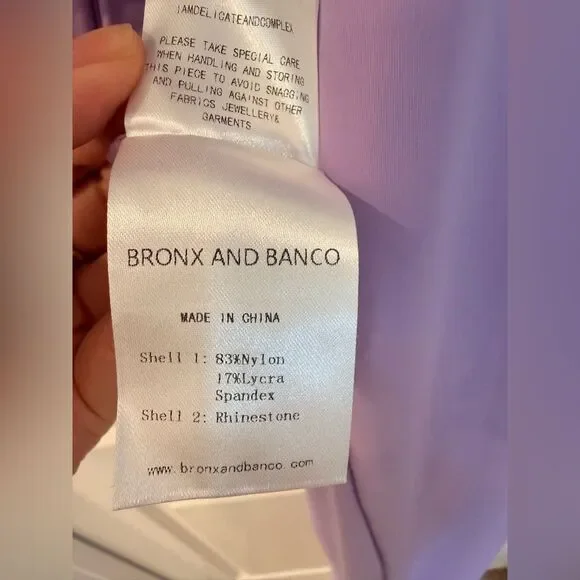 IAMDELICATEANDCOMPLEX
PLEASE TAKE SPECIAL CARE
WHEN HANDLING AND STORING
THIS PIECE TO AVOID SNAGGING
AND PULLING AGAINST OTHER
FABRICS JEWELLERY&
GARMENTS
BRONX AND BANCO
MADE IN CHINA
Shell 1: 83%Nylon
17%Lycra
Spandex
Shell 2: Rhinestone
www.bronxandbanco.com